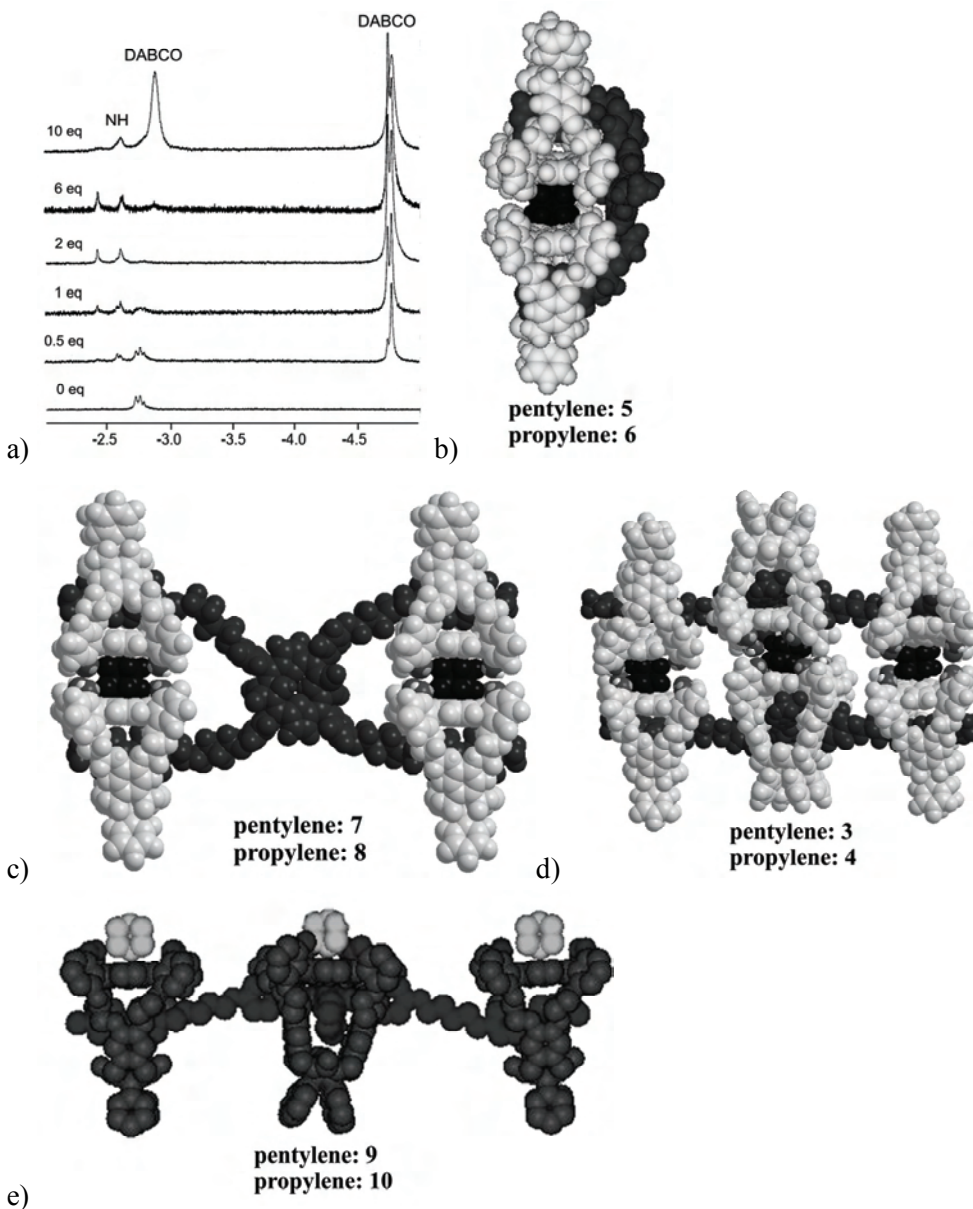 DABCO
DABCO
NH
10 eq
6 eq
2 eq
1 eq
0.5 eq
0 eq
-2.5 -3.0 -3.5 -4.0 -4.5
a)
pentylene: 5
propylene: 6
b)
pentylene: 7
propylene: 8
c)
pentylene: 3
propylene: 4
d)
pentylene: 9
propylene: 10
e)